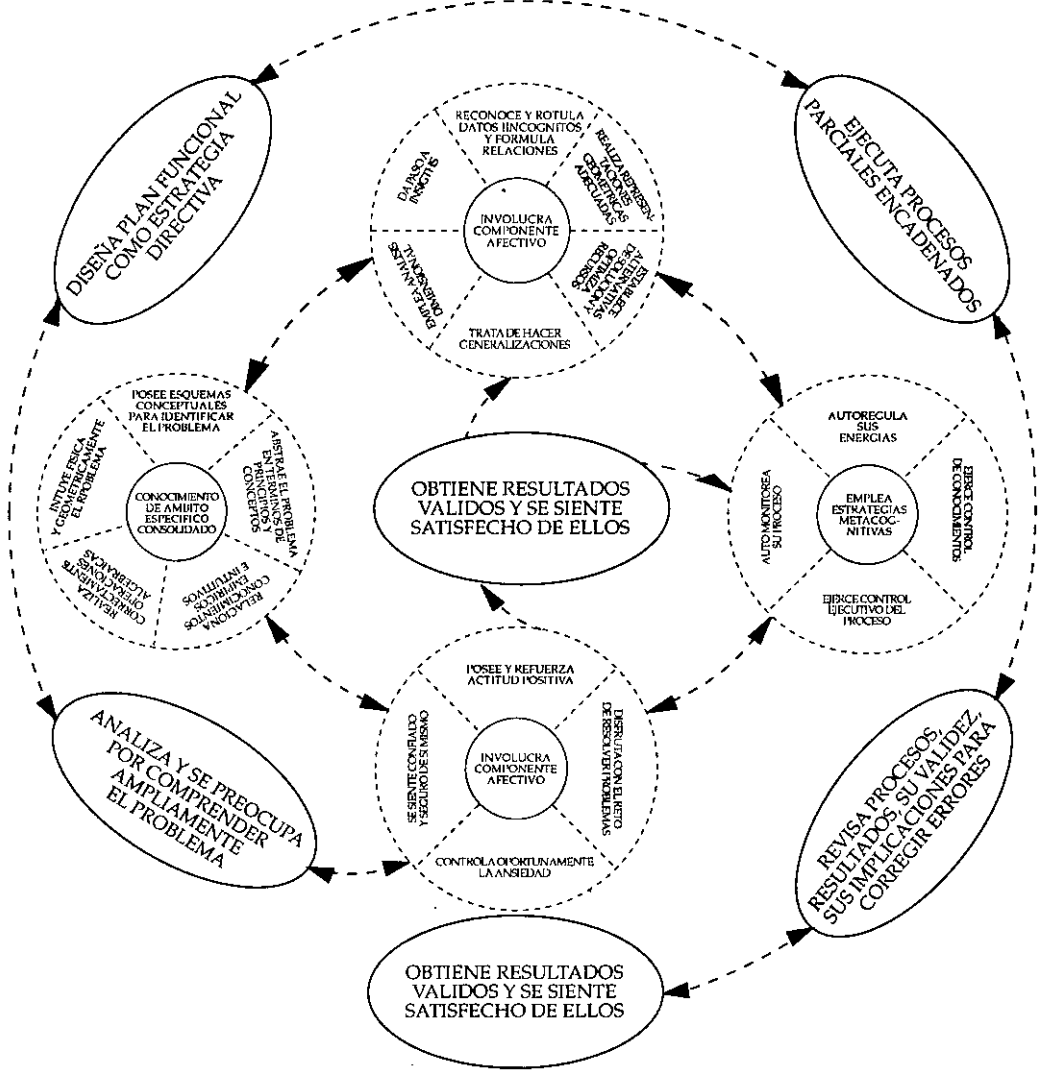 DISEÑA PLAN FUNCIONAL
COMO ESTRATEGIA
DIRECTIVA
EJECUTA PROCESOS
PARCIALES ENCADENADOS
RECONOCE Y ROTULA
DATOS IINCOGNITOS
Y FORMULA
RELACIONES
REALIZA REPRESEN-
TACIONES
GEOMETRICAS
ADECUADAS
ESTABLECE
ALTERNATIVAS
DE SOLUCION Y
OPTIMIZA
RECURSOS
TRATA DE HACER
GENERALIZACIONES
EMPLEA ANALISIS
DIMENSIONAL
DA PASO A
INSIGTHS
INVOLUCRA
COMPONENTE
AFECTIVO
POSEE ESQUEMAS
CONCEPTUALES
PARA IDENTIFICAR
EL PROBLEMA
ABSTRAE EL PROBLEMA
EN TERMINOS DE
PRINCIPIOS Y
CONCEPTOS
RELACIONA
CONOCIMIENTOS
EMPIRICOS
E INTUITIVOS
REALIZA
CORRECTAMENTE
OPERACIONES
ALGEBRAICAS
INTUYE FISICA
Y GEOMETRICAMENTE
EL RPOBLEMA
CONOCIMIENTO
DE AMBITO
ESPECIFICO
CONSOLIDADO
OBTIENE RESULTADOS
VALIDOS Y SE SIENTE
SATISFECHO DE ELLOS
AUTOREGULA
SUS
ENERGIAS
EJERCE CONTROL
DE CONOCIMIENTOS
EJERCE CONTROL
EJECUTIVO DEL
PROCESO
AUTO MONITOREA
SU PROCESO
EMPLEA
ESTRATEGIAS
METACOG-
NITIVAS
POSEE Y REFUERZA
ACTITUD POSITIVA
DISFRUTA CON EL RETO
DE RESOLVER PROBLEMAS
CONTROLA OPORTUNAMENTE
LA ANSIEDAD
SE SIENTE CONFIADO
Y SEGURO DE SI MISMO
INVOLUCRA
COMPONENTE
AFECTIVO
ANALIZA Y SE PREOCUPA
POR COMPRENDER
AMPLIAMENTE
EL PROBLEMA
REVISA PROCESOS,
RESULTADOS, SU VALIDEZ,
SUS IMPLICACIONES PARA
CORREGIR ERRORES
OBTIENE RESULTADOS
VALIDOS Y SE SIENTE
SATISFECHO DE ELLOS